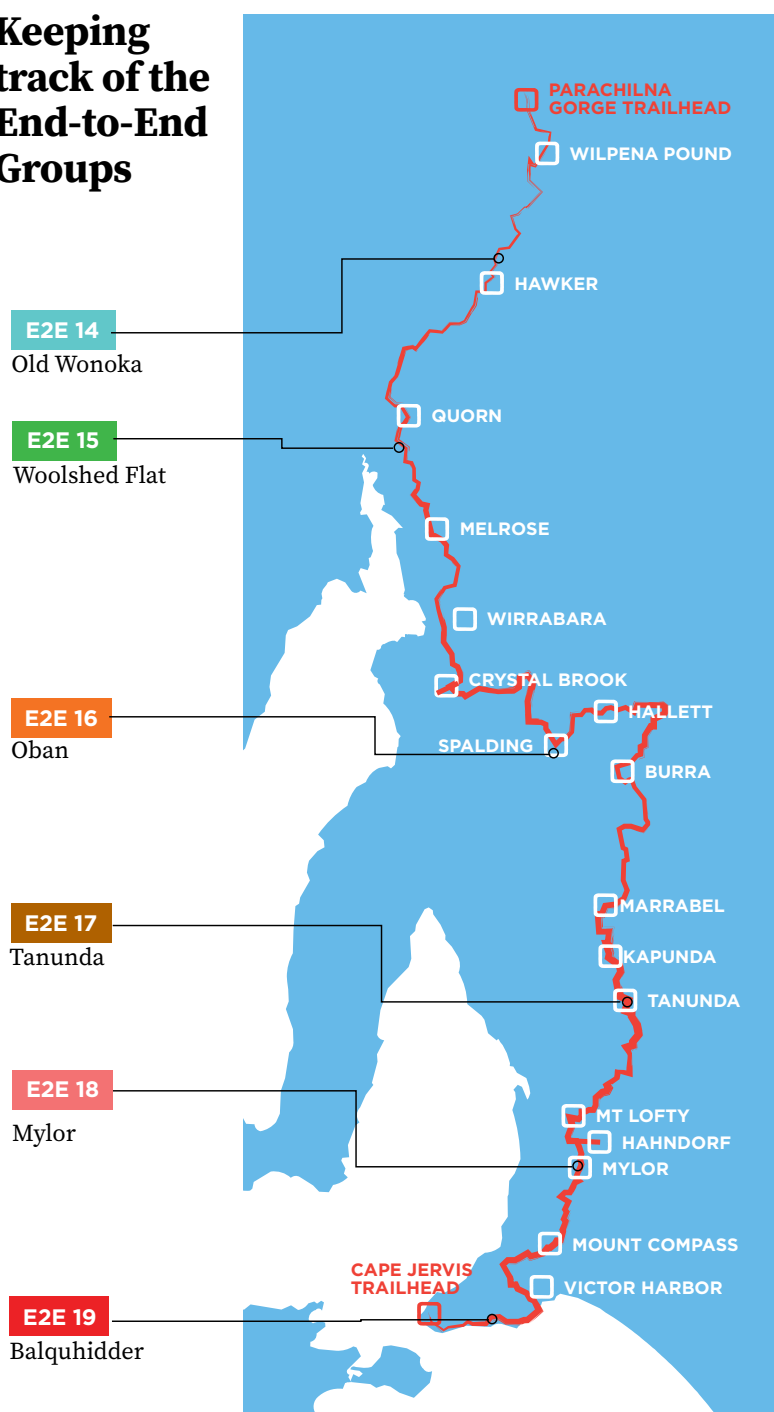 Keeping
track of the
End-to-End
Groups
PARACHILNA
GORGE TRAILHEAD
WILPENA POUND
HAWKER
E2E 14
Old Wonoka
QUORN
E2E 15
Woolshed Flat
MELROSE
WIRRABARA
CRYSTAL BROOK
E2E 16
Oban
HALLETT
SPALDING
BURRA
MARRABEL
E2E 17
Tanunda
KAPUNDA
TANUNDA
E2E 18
Mylor
MT LOFTY
HAHNDORF
MYLOR
MOUNT COMPASS
CAPE JERVIS
TRAILHEAD
VICTOR HARBOR
E2E 19
Balquhidder